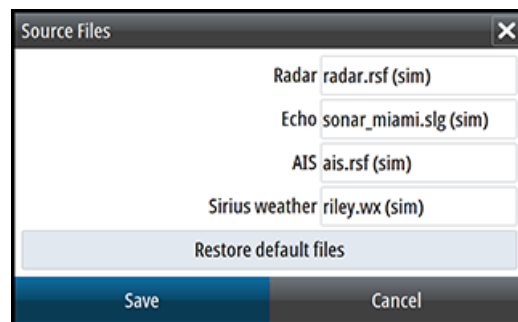 Source Files
Radar radar.rsf (sim)
Echo sonar_miami.slg (sim)
AIS ais.rsf (sim)
Sirius weather riley.wx (sim)
Restore default files
Save Cancel